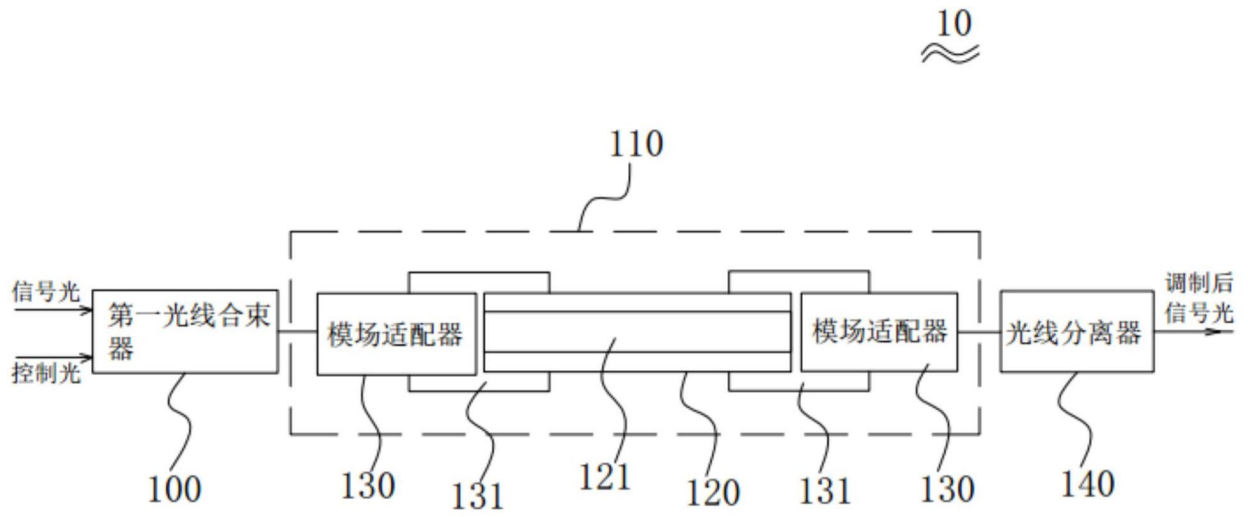 10
110
信号光
控制光
第一光线合束
器
模场适配器
模场适配器
光线分离器
调制后
信号光
100
130
131
121
120
131
130
140